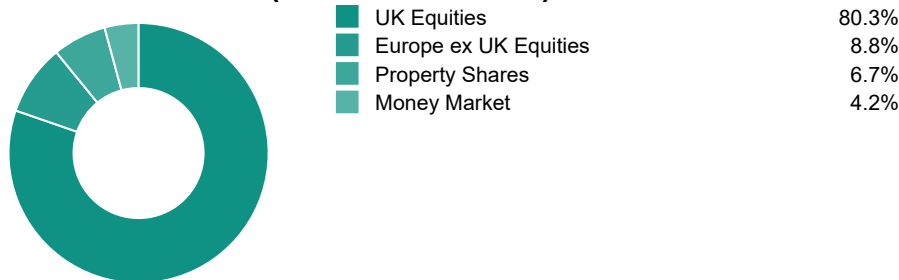 UK Equities 80.3%
Europe ex UK Equities 8.8%
Property Shares 6.7%
Money Market 4.2%